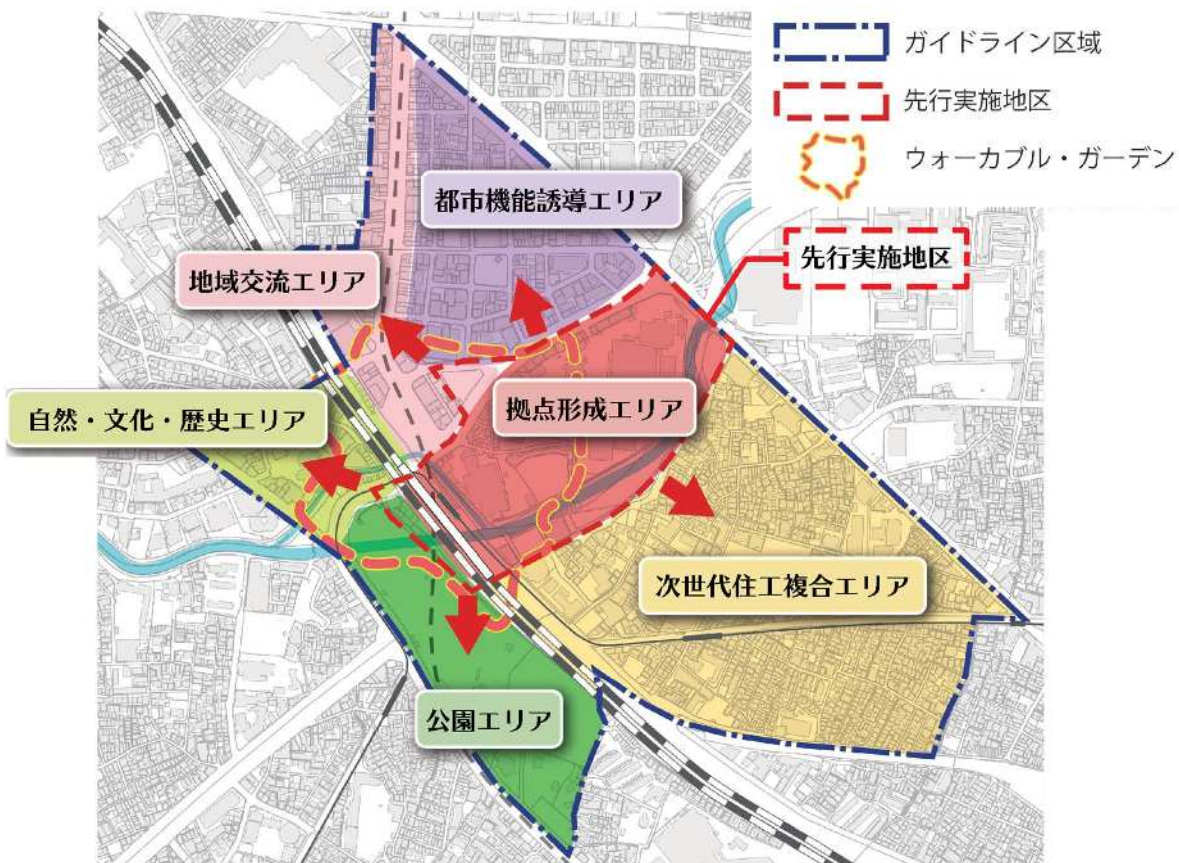 ガイドライン区域
先行実施地区
ウォーカブル・ガーデン
都市機能誘導エリア
先行実施地区
地域交流エリア
拠点形成エリア
自然・文化・歴史エリア
次世代住工複合エリア
公園エリア